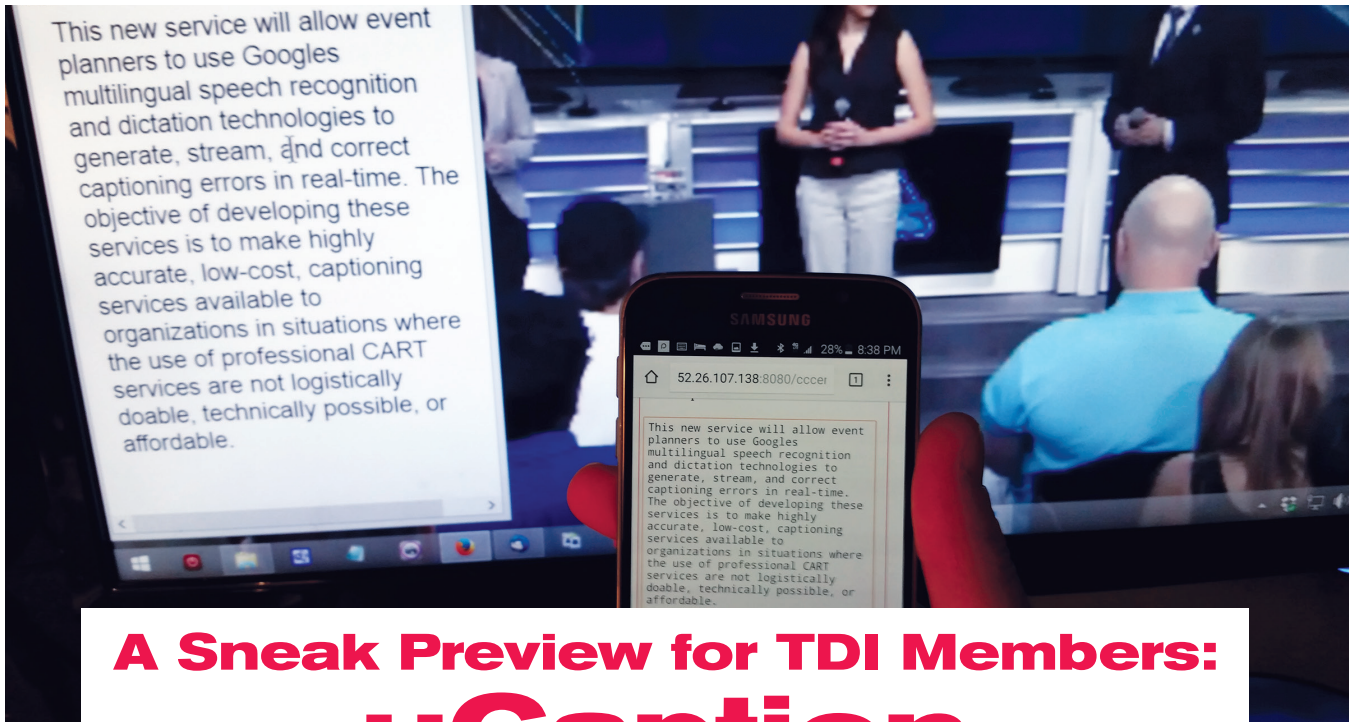 This new service will allow event
planners to use Googles
multilingual speech recognition
and dictation technologies to
generate, stream, and correct
captioning errors in real-time. The
objective of developing these
services is to make highly
accurate, low-cost, captioning
services available to
organizations in situations where
the use of professional CART
services are not logistically
doable, technically possible, or
affordable.
SAMSUNG
28% 8:38 PM
52.26.107.138:8080/cccer
1
This new service will allow event
planners to use Googles
multilingual speech recognition
and dictation technologies to
generate, stream, and correct
captioning errors in real-time.
The objective of developing these
services is to make highly
accurate, low-cost, captioning
services available to
organizations in situations where
the use of professional CART
services are not logistically
doable, technically possible, or
affordable.
A Sneak Preview for TDI Members:
uCaption